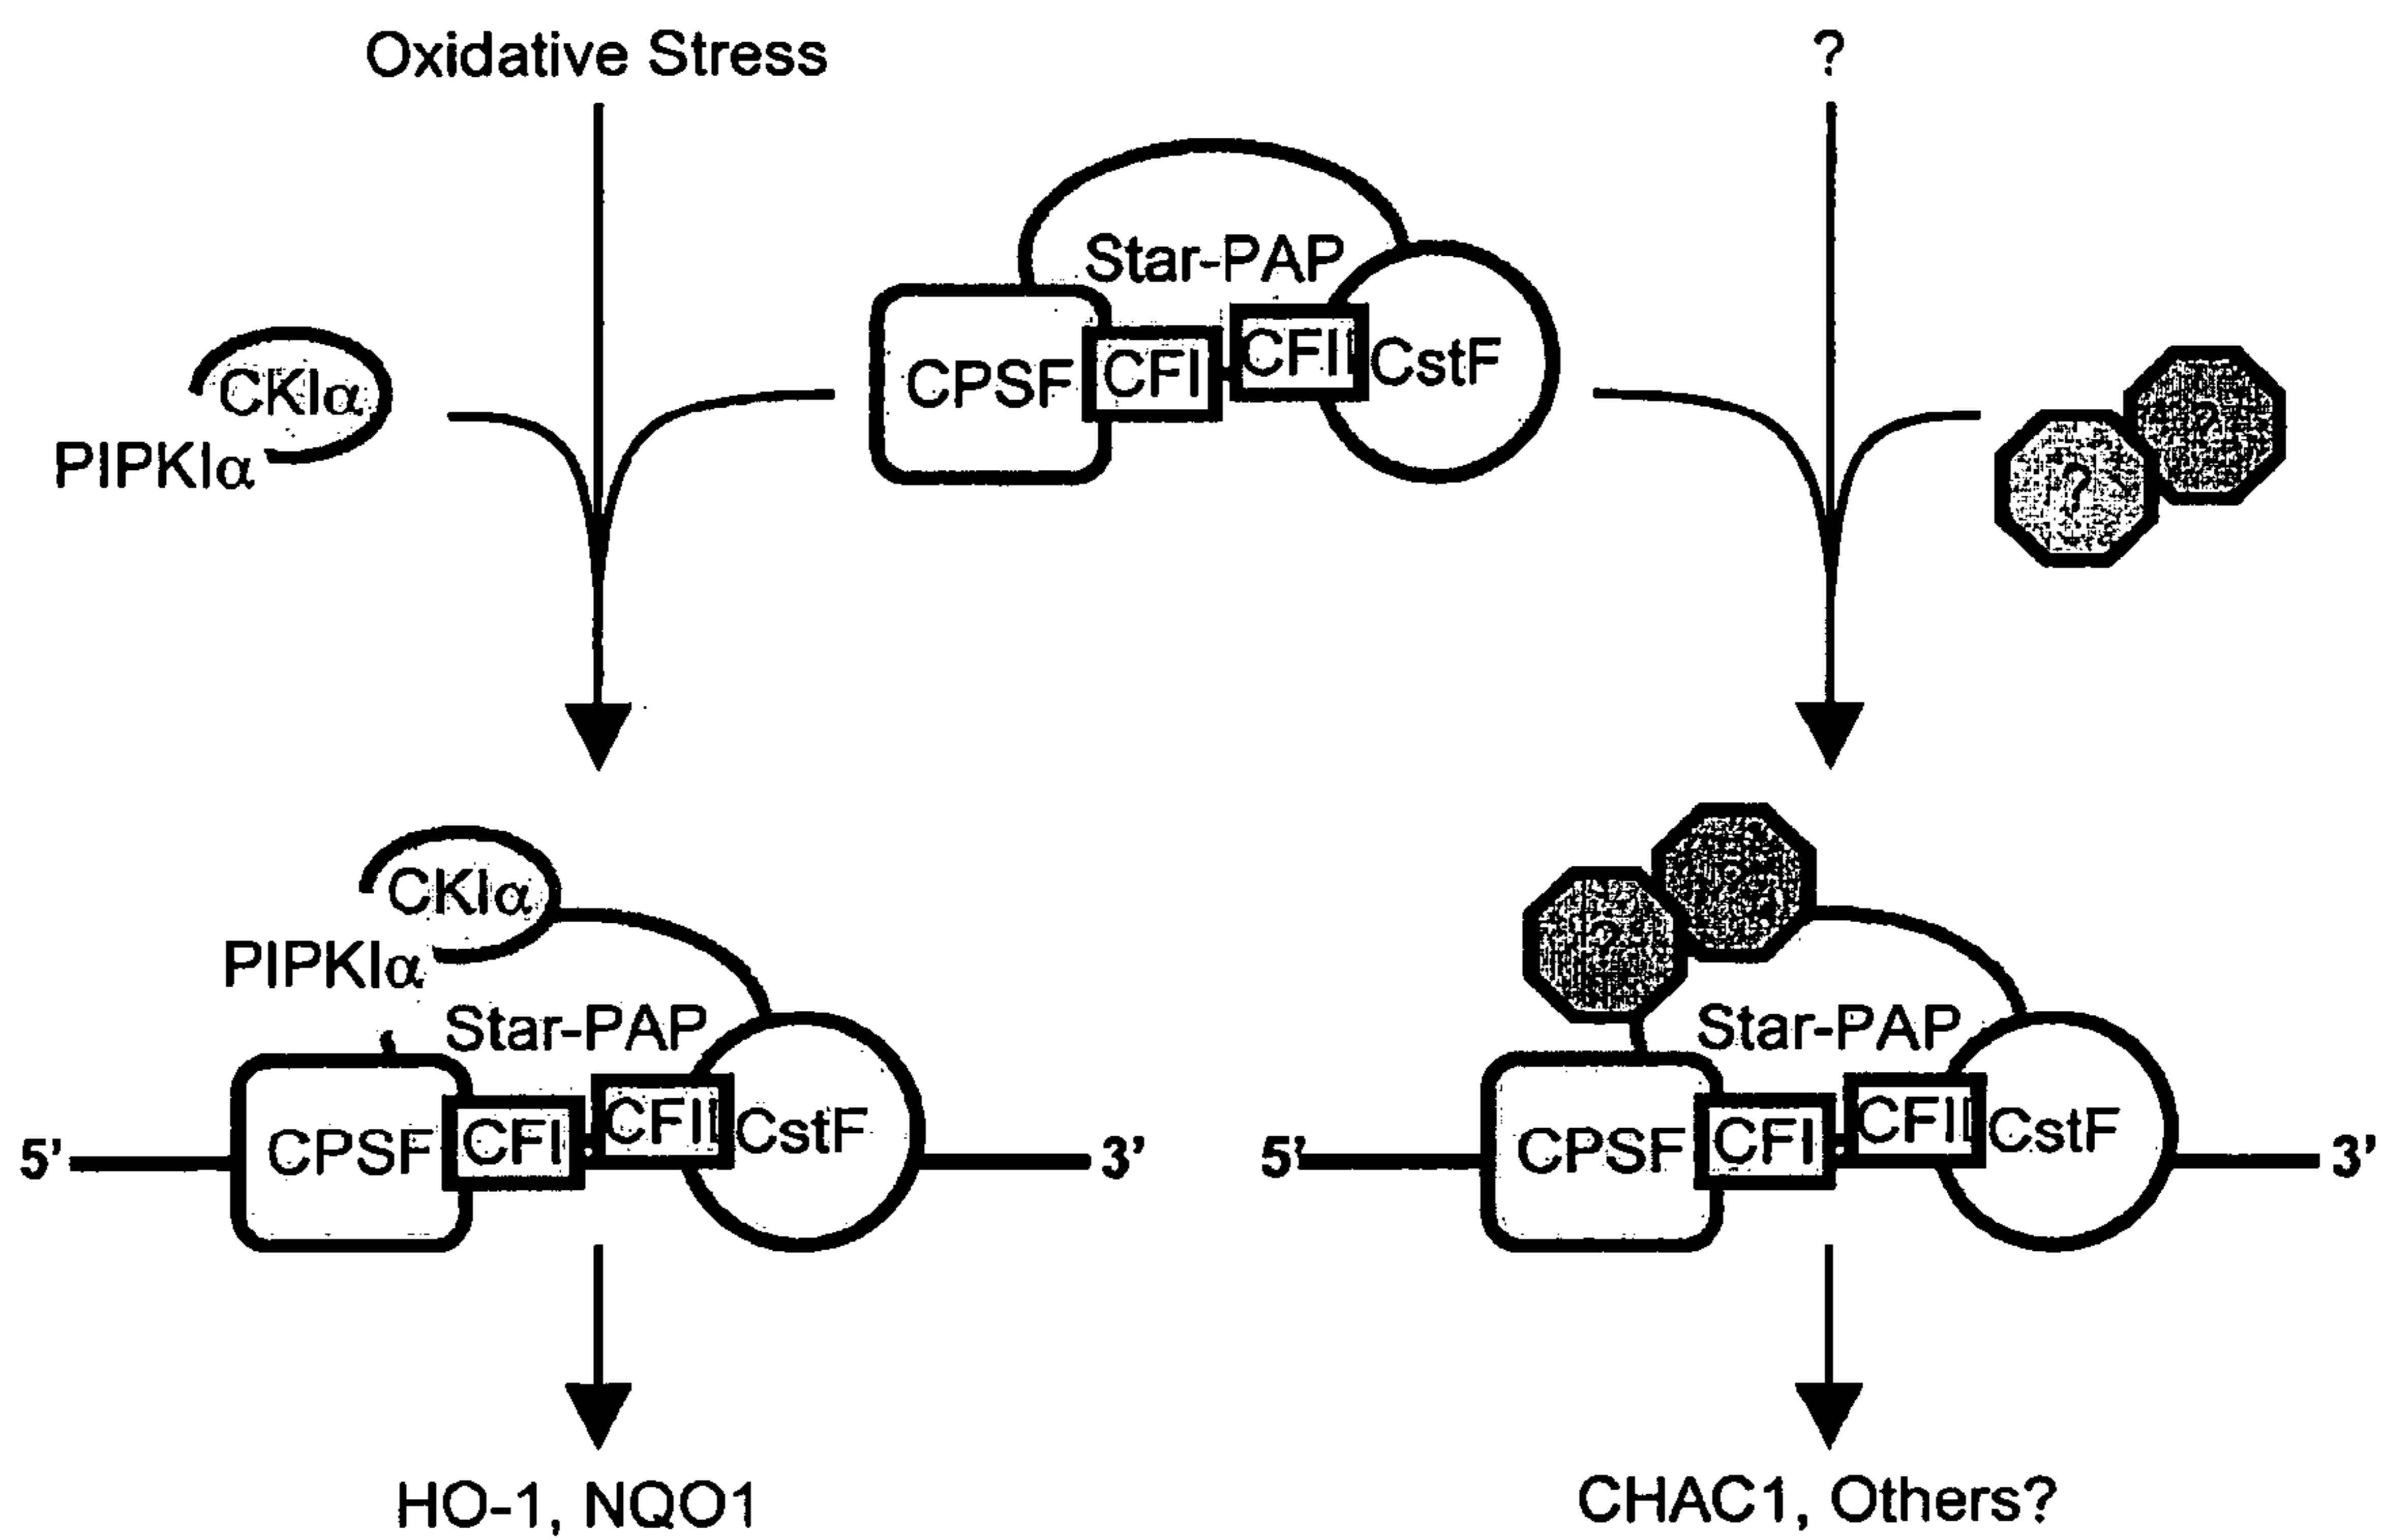 Oxidative Stress
?
Star-PAP
CPSF
CFI
CFII
CstF
CKIα
PIPKIα
?
?
CKIα
PIPKIα
Star-PAP
CPSF
CFI
CFII
CstF
5’
3’
?
?
Star-PAP
CPSF
CFI
CFII
CstF
5’
3’
HO-1, NQO1
CHAC1, Others?